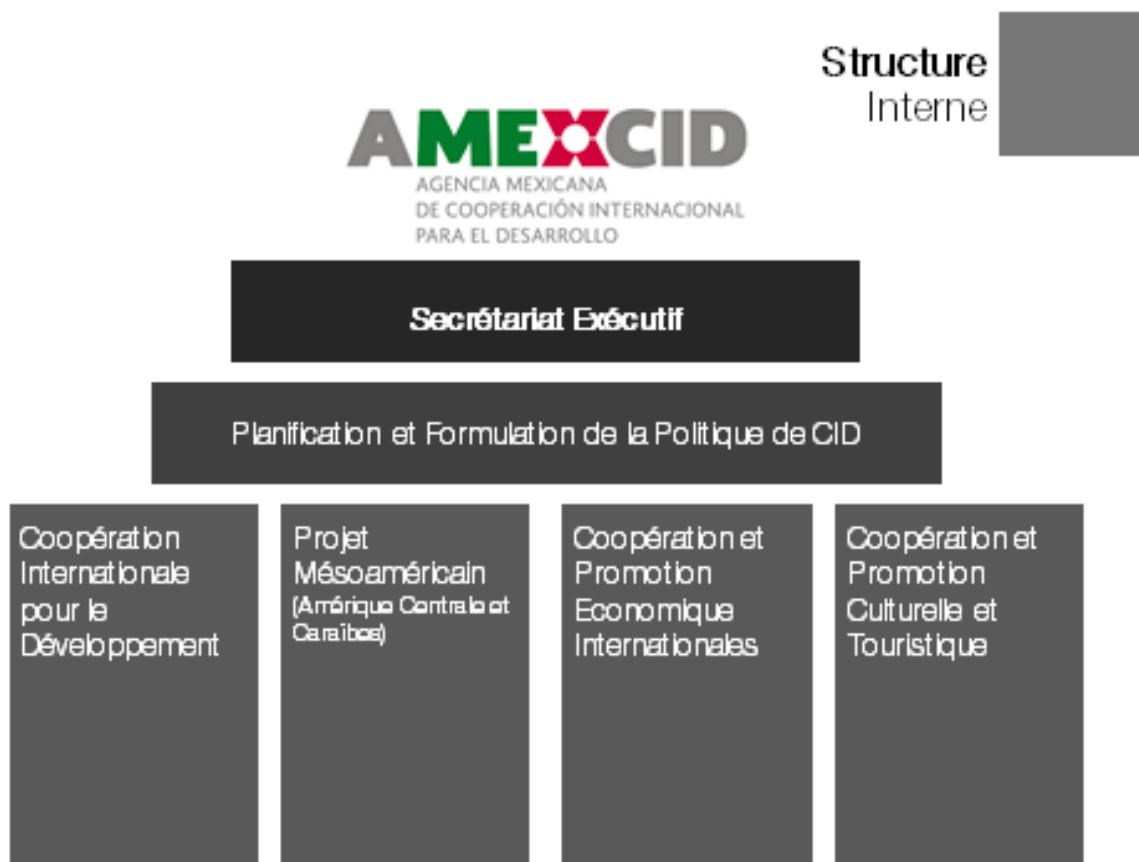 Structure
Interne
AMEXCID
AGENCIA MEXICANA
DE COOPERACIÓN INTERNACIONAL
PARA EL DESARROLLO
Secrétariat Exécutif
Planification et Formulation de la Politique de CID
Coopération
Internationale
pour le
Développement
Projet
Mésoaméricain
(Amérique Centrale et
Caraïbes)
Coopération et
Promotion
Economique
Internationales
Coopération et
Promotion
Culturelle et
Touristique